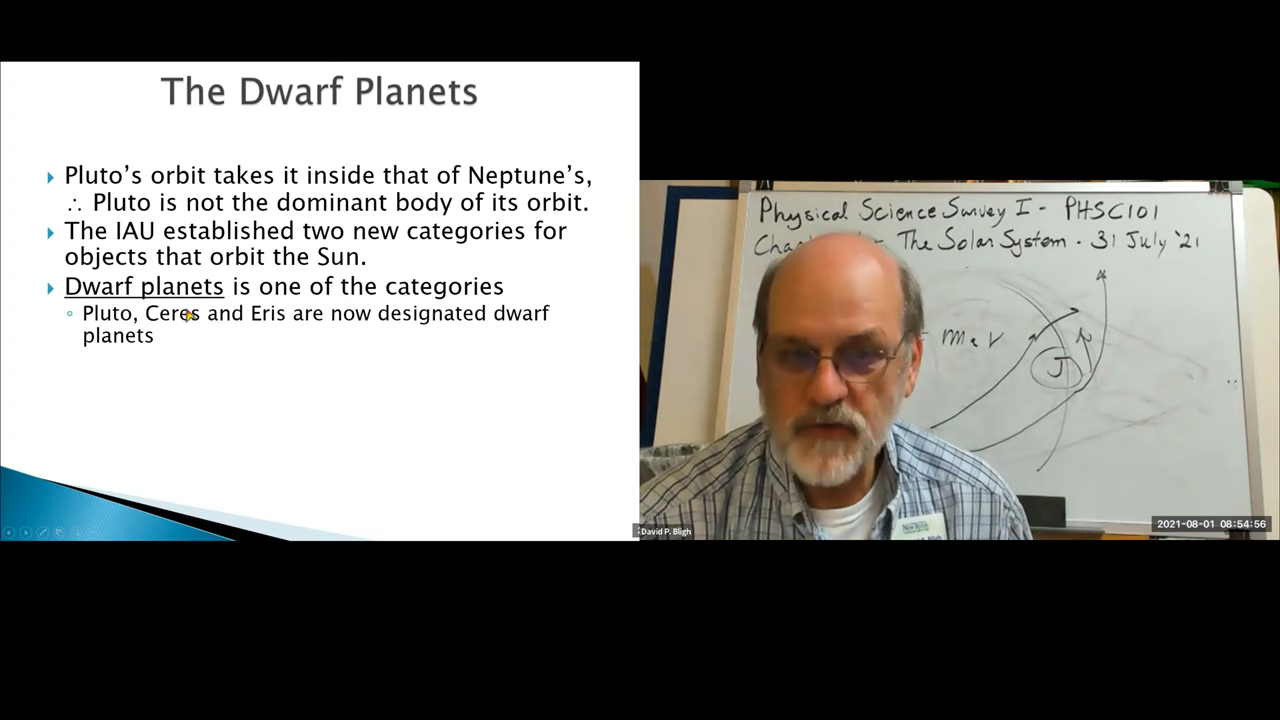 The Dwarf Planets
Pluto's orbit takes it inside that of Neptune's,
∴ Pluto is not the dominant body of its orbit.
The IAU established two new categories for
objects that orbit the Sun.
Dwarf planets is one of the categories
Pluto, Ceres and Eris are now designated dwarf
planets
Physical Science Survey I - PHSC101
The Solar System. 31 July '21
m v
J
David P. Bligh
2021-08-01 08:54:56